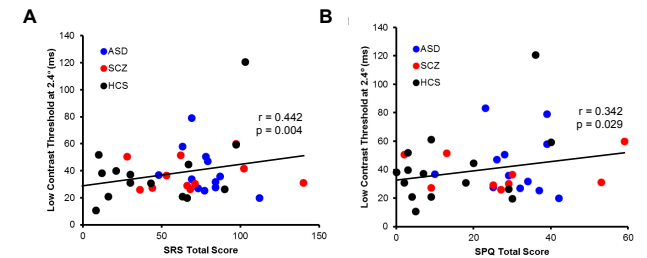 A
Low Contrast Threshold at 2.4° (ms)
140
120
100
80
60
40
20
0
ASD
SCZ
HCS
r = 0.442
p = 0.004
0 50 100 150
SRS Total Score
B
Low Contrast Threshold at 2.4° (ms)
140
120
100
80
60
40
20
0
ASD
SCZ
HCS
r = 0.342
p = 0.029
0 20 40 60
SPQ Total Score